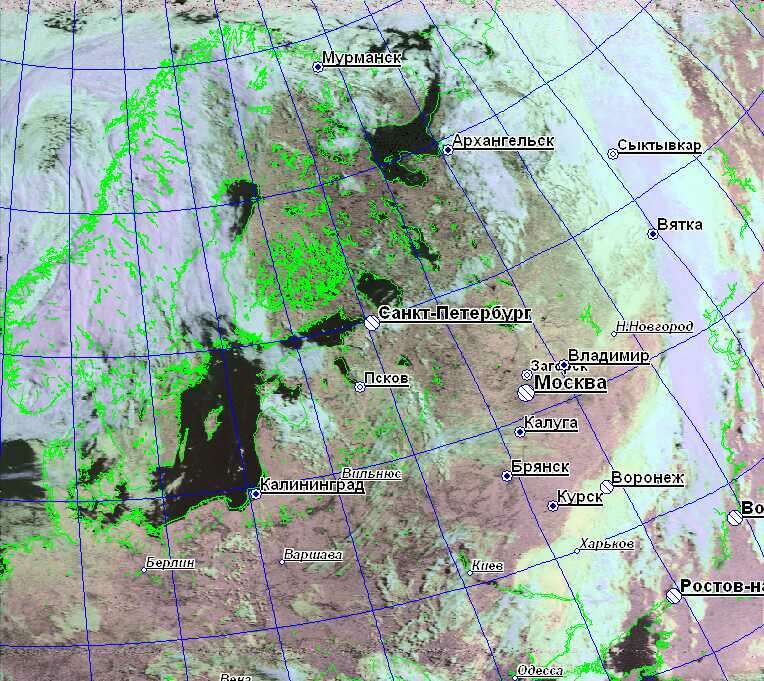 Мурманск
Архангельск
Сыктывкар
Вятка
Санкт-Петербург
Н.Новгород
Владимир
Псков
Москва
Калуга
Вильнюс
Брянск
Калининград
Воронеж
Курск
Во
Харьков
Варшава
Берлин
Киев
Ростов-на
Одесса
Вена